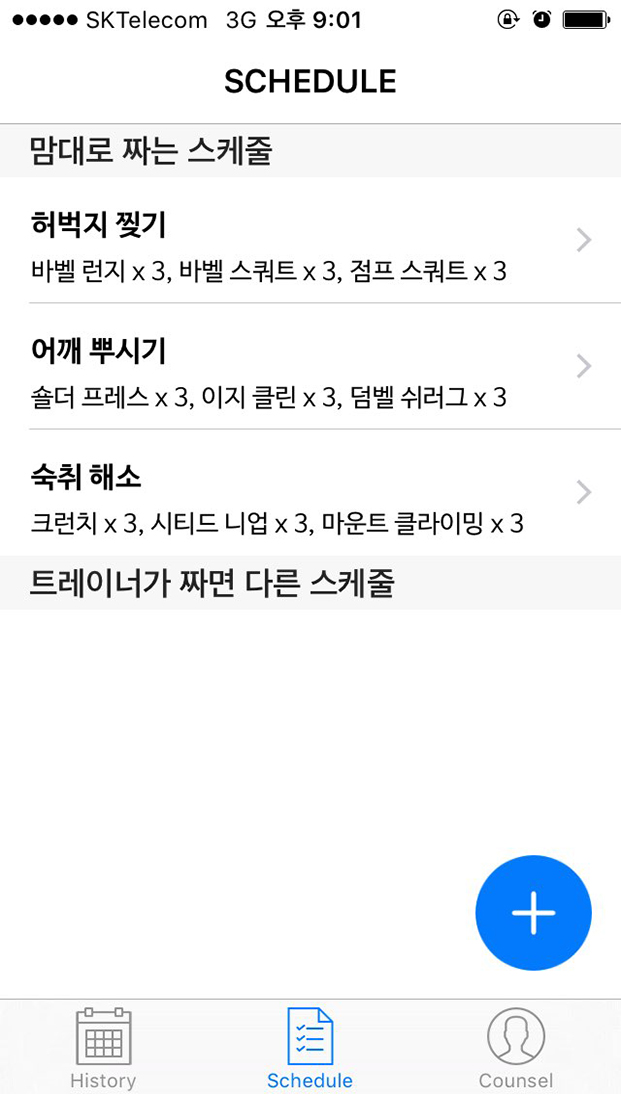 SKTelecom 3G 오후 9:01
SCHEDULE
맘대로 짜는 스케줄
허벅지 찢기
바벨 런지 x 3, 바벨 스쿼트 x 3, 점프 스쿼트 x 3
어깨 뿌시기
숄더 프레스 x 3, 이지 클린 x 3, 덤벨 쉬러그 x 3
숙취 해소
크런치 x 3, 시티드 니업 x 3, 마운트 클라이밍 x 3
트레이너가 짜면 다른 스케줄
History Schedule Counsel